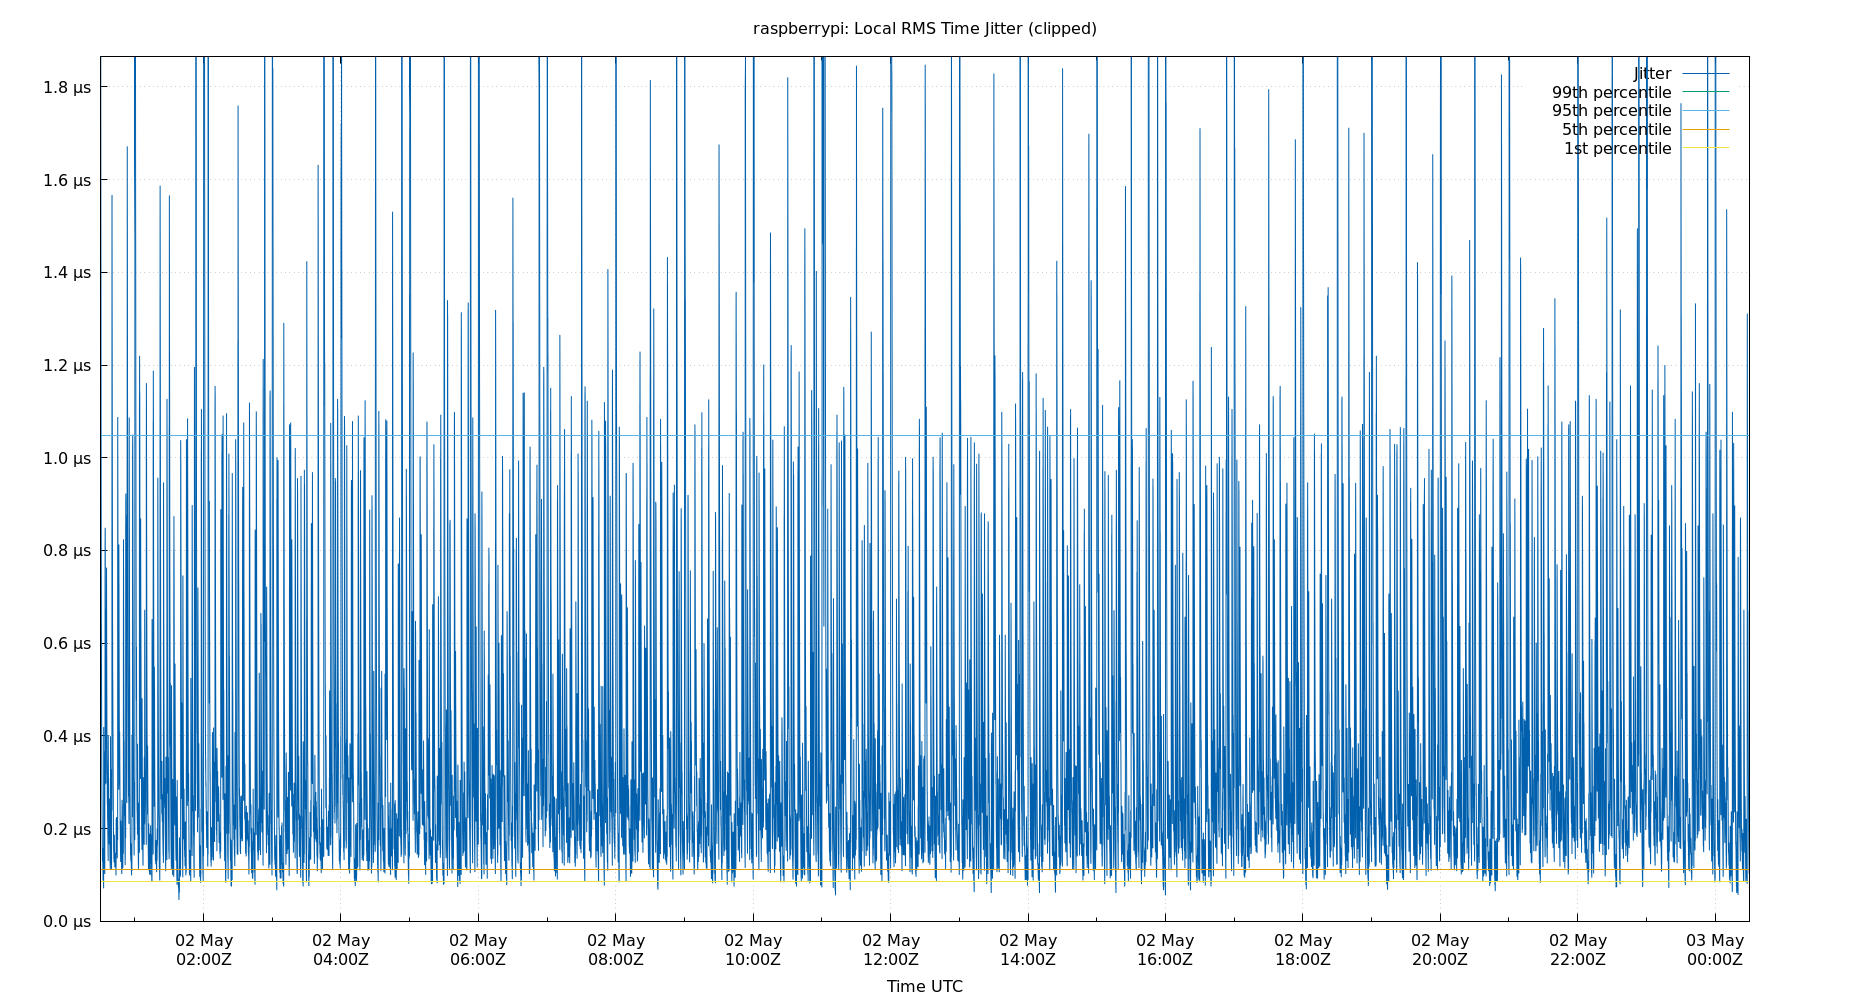 raspberrypi: Local RMS Time Jitter (clipped)
Jitter
99th percentile
95th percentile
5th percentile
1st percentile
1.8 μs
1.6 μs
1.4 μs
1.2 μs
1.0 μs
0.8 μs
0.6 μs
0.4 μs
0.2 μs
0.0 μs
02 May 02 May 02 May 02 May 02 May 02 May 02 May 02 May 02 May 02 May 02 May 03 May
02:00Z 04:00Z 06:00Z 08:00Z 10:00Z 12:00Z 14:00Z 16:00Z 18:00Z 20:00Z 22:00Z 00:00Z
Time UTC